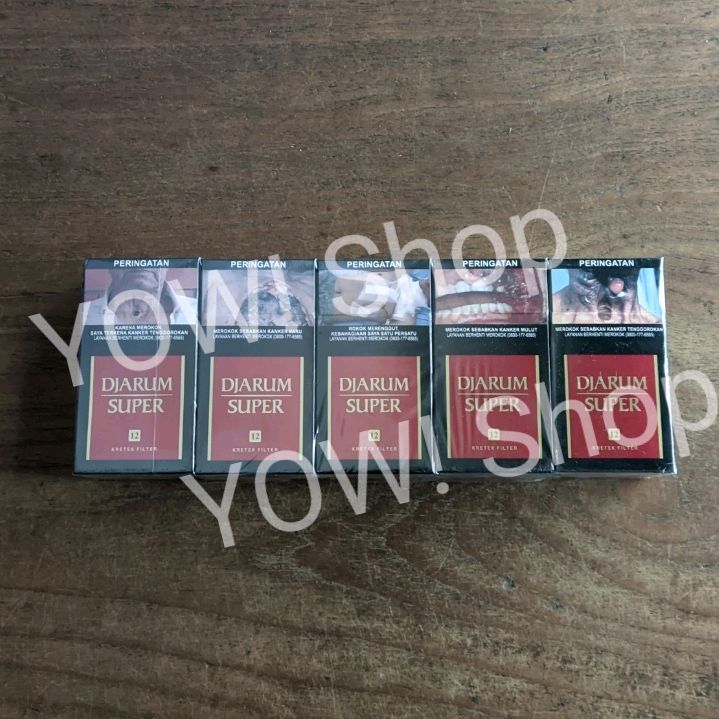 PERINGATAN
KARENA MEROKOK
SAYA TERKENA KANKER TENGGOROKAN
LAYANAN BERHENTI MEROKOK (0800-177-6565)
DJARUM
SUPER
12
KRETEK FILTER
PERINGATAN
MEROKOK SEBABKAN KANKER PARU
LAYANAN BERHENTI MEROKOK (0800-177-6565)
DJARUM
SUPER
12
KRETEK FILTER
PERINGATAN
ROKOK MERENGGUT
KEBAHAGIAAN SAYA SATU PERSATU
LAYANAN BERHENTI MEROKOK (0800-177-6565)
DJARUM
SUPER
12
KRETEK FILTER
PERINGATAN
MEROKOK SEBABKAN KANKER MULUT
LAYANAN BERHENTI MEROKOK (0800-177-6565)
DJARUM
SUPER
12
KRETEK FILTER
PERINGATAN
MEROKOK SEBABKAN KANKER TENGGOROKAN
LAYANAN BERHENTI MEROKOK (0800-177-6565)
DJARUM
SUPER
12
KRETEK FILTER
YOW! Shop
YOW! Shop